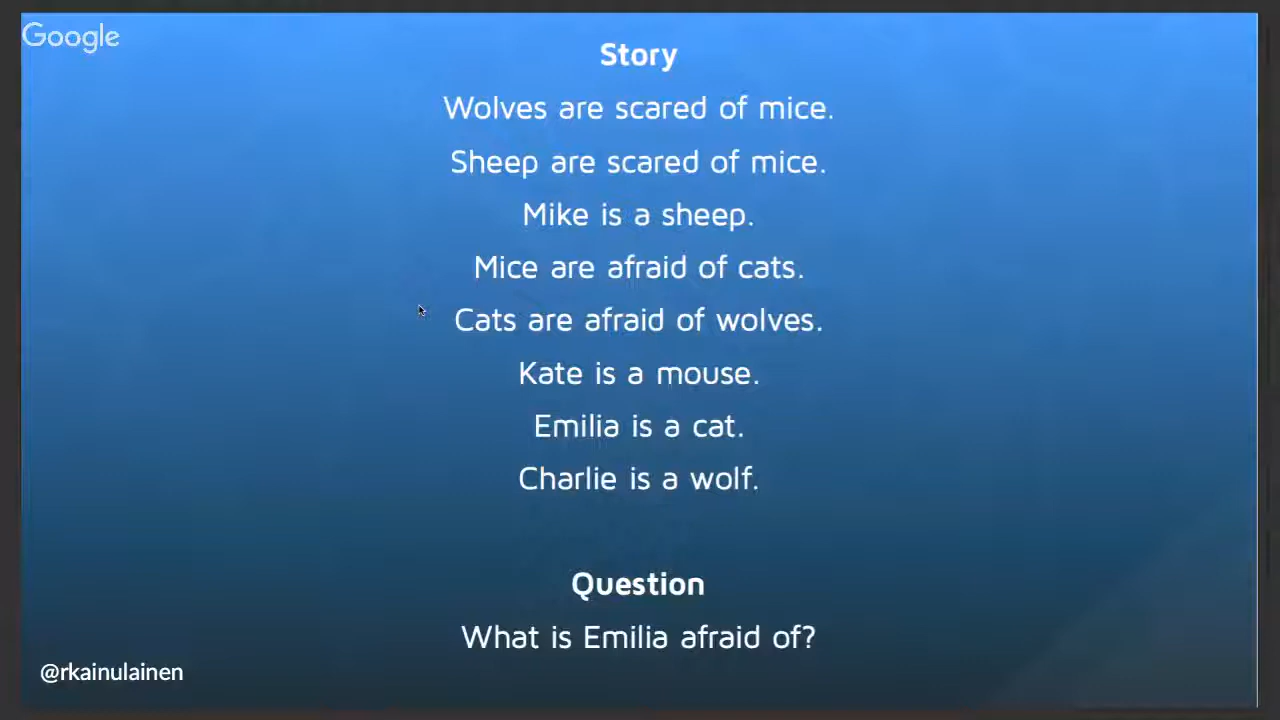 Google
Story
Wolves are scared of mice.
Sheep are scared of mice.
Mike is a sheep.
Mice are afraid of cats.
Cats are afraid of wolves.
Kate is a mouse.
Emilia is a cat.
Charlie is a wolf.
Question
What is Emilia afraid of?
@rkainulainen